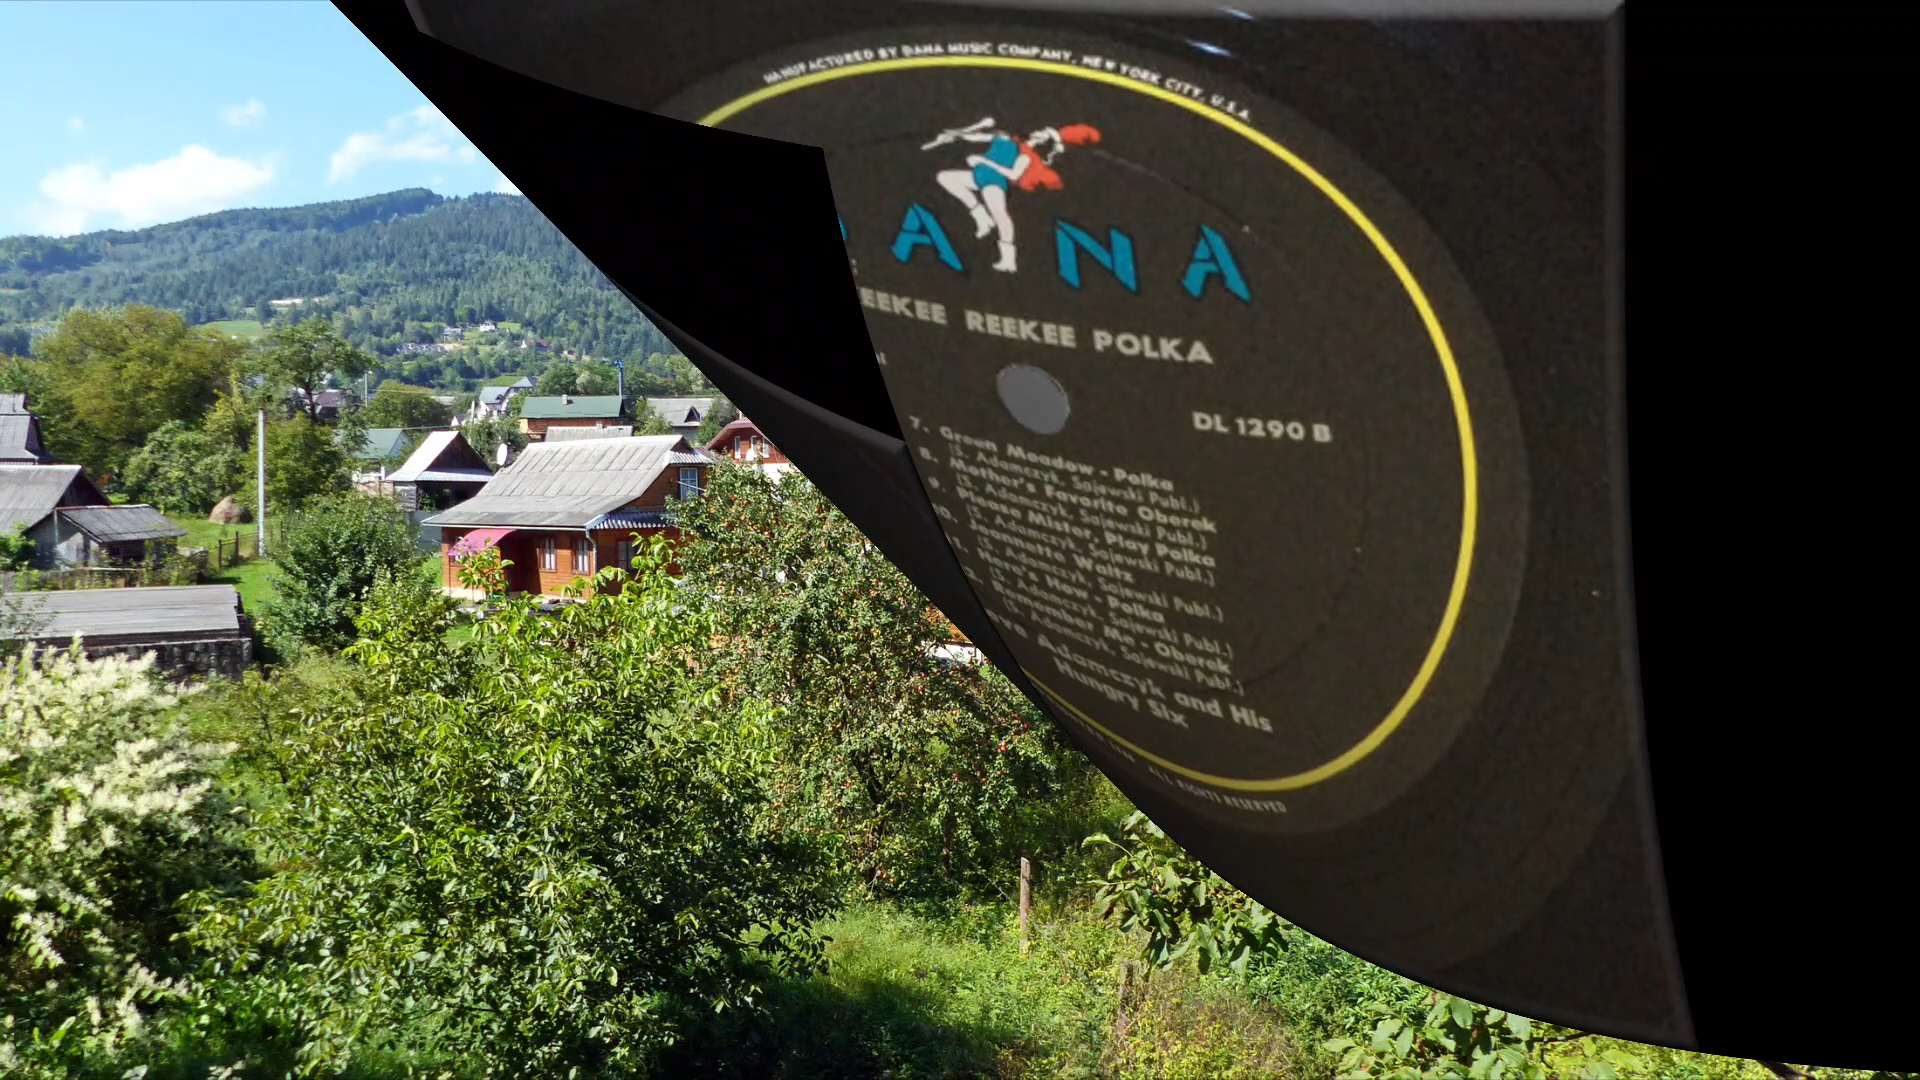 MANUFACTURED BY DANA MUSIC COMPANY, NEW YORK CITY, U.S.A.
ANA
REEKEE POLKA
DL 1290 B
7. Green Meadow - Polka
(S. Adamczyk, Sajewski Publ.)
8. Mother's Favorite Oberek
(S. Adamczyk, Sajewski Publ.)
9. Please Mister, Play Polka
(S. Adamczyk, Sajewski Publ.)
Jeannette Waltz
(S. Adamczyk, Sajewski Publ.)
Here's How - Polka
(S. Adamczyk, Sajewski Publ.)
Remember Me - Oberek
(S. Adamczyk, Sajewski Publ.)
Adamczyk and His
Hungry Six
ALL RIGHTS RESERVED